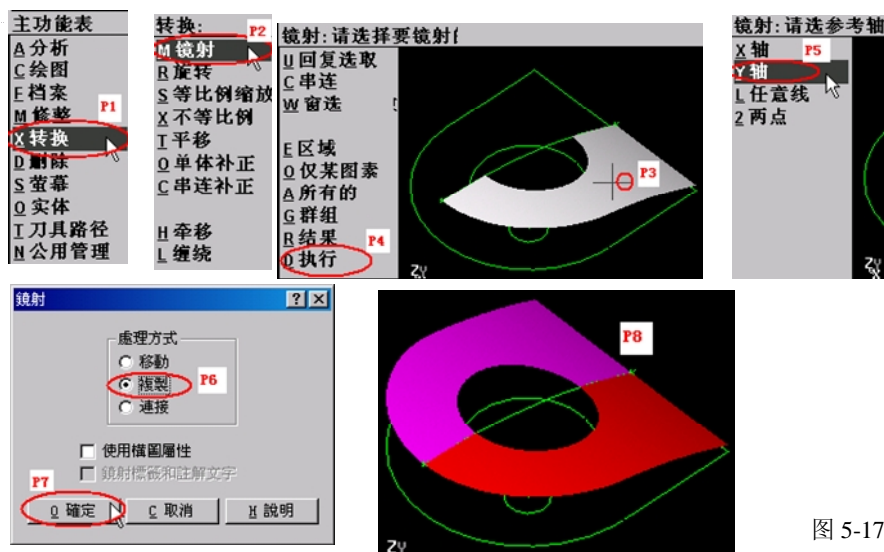 主功能表
A 分析
C 绘图
F 档案
M 修整
P1
X 转换
D 删除
S 萤幕
O 实体
T 刀具路径
N 公用管理
转换:
P2
M 镜射
R 旋转
S 等比例缩放
X 不等比例
T 平移
O 单体补正
C 串连补正
H 牵移
L 缠绕
镜射:请选择要镜射
U 回复选取
C 串连
W 窗选
E 区域
O 仅某图素
A 所有的
G 群组
R 结果
P4
D 执行
P3
镜射:请选参考轴
X 轴
P5
Y 轴
L 任意线
2 两点
鏡射
處理方式
移動
複製
P6
連接
使用構圖屬性
鏡射標籤和註解文字
P7
O 確定
C 取消
H 說明
P8
图 5-17